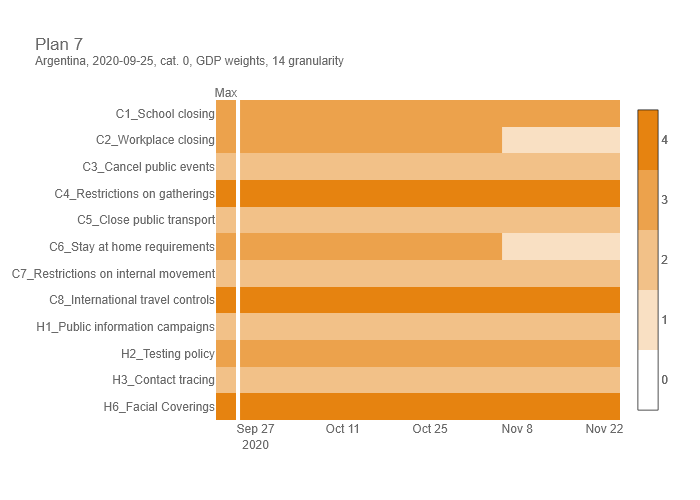 Plan 7
Argentina, 2020-09-25, cat. 0, GDP weights, 14 granularity
Max
C1_School closing
C2_Workplace closing
C3_Cancel public events
C4_Restrictions on gatherings
C5_Close public transport
C6_Stay at home requirements
C7_Restrictions on internal movement
C8_International travel controls
H1_Public information campaigns
H2_Testing policy
H3_Contact tracing
H6_Facial Coverings
Sep 27 Oct 11 Oct 25 Nov 8 Nov 22
2020
4
3
2
1
0